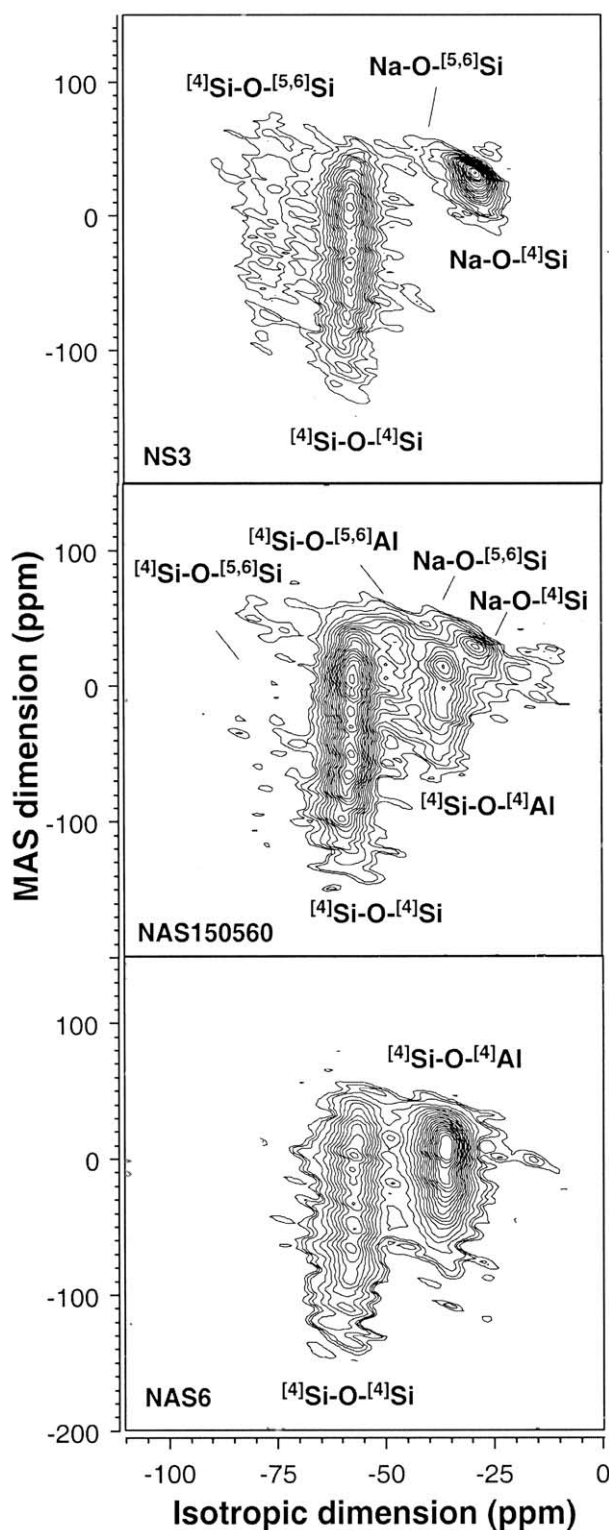 100
0
-100
[4]Si-O-[5,6]Si
Na-O-[5,6]Si
Na-O-[4]Si
[4]Si-O-[4]Si
NS3
100
0
-100
[4]Si-O-[5,6]Al
[4]Si-O-[5,6]Si
Na-O-[5,6]Si
Na-O-[4]Si
[4]Si-O-[4]Al
[4]Si-O-[4]Si
NAS150560
MAS dimension (ppm)
100
0
-100
-200
[4]Si-O-[4]Al
[4]Si-O-[4]Si
NAS6
-100 -75 -50 -25 0
Isotropic dimension (ppm)